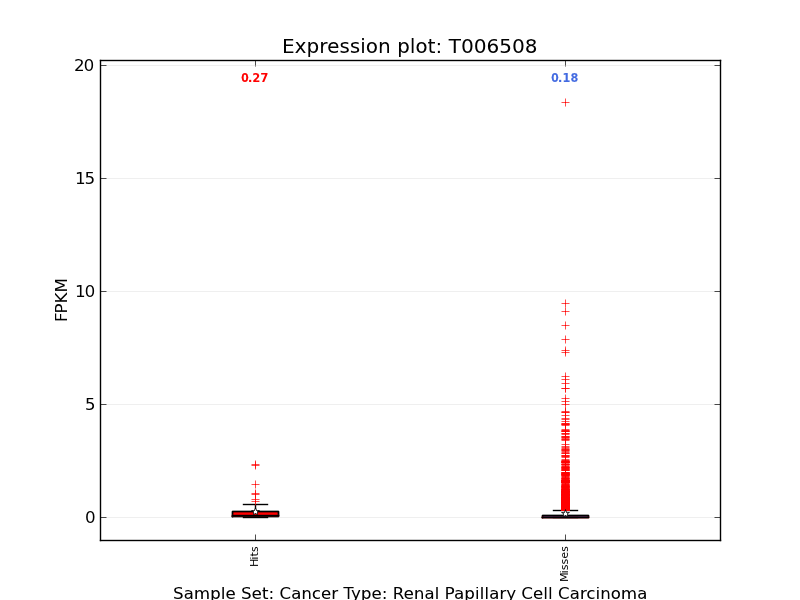 Expression plot: T006508
20
0.27
0.18
15
10
5
0
FPKM
Hits
Misses
Sample Set: Cancer Type: Renal Papillary Cell Carcinoma